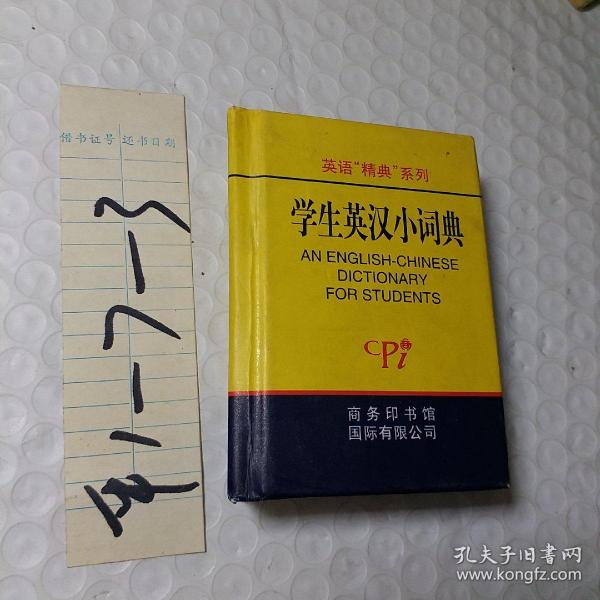 借书证号 还书日期
1-7-3
英语“精典”系列
学生英汉小词典
AN ENGLISH-CHINESE
DICTIONARY
FOR STUDENTS
CPi
商务印书馆
国际有限公司
孔夫子旧书网
www.kongfz.com